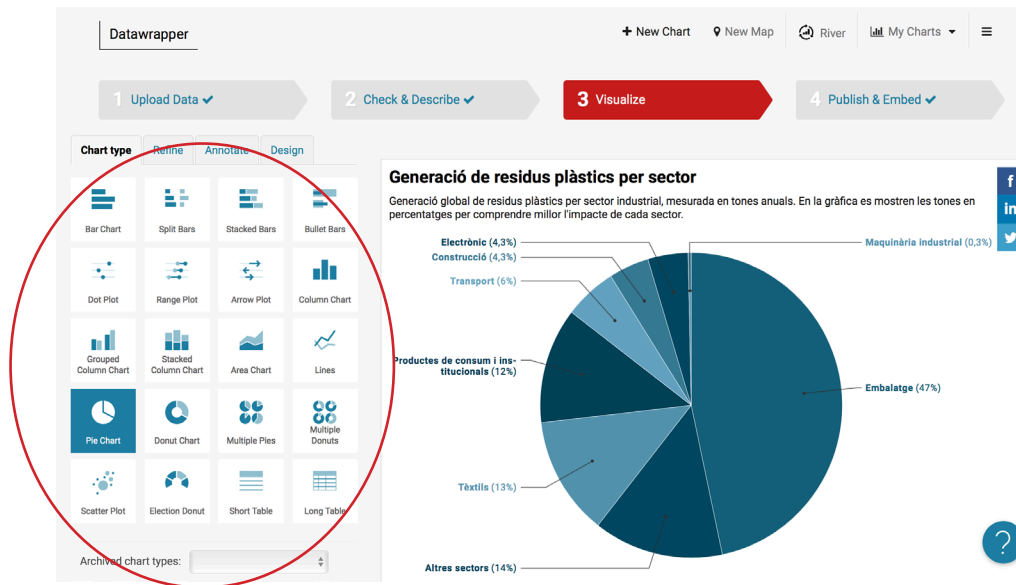 Datawrapper
New Chart
New Map
River
My Charts
1 Upload Data
2 Check & Describe
3 Visualize
4 Publish & Embed
Chart type
Refine
Annotate
Design
Bar Chart
Split Bars
Stacked Bars
Bullet Bars
Dot Plot
Range Plot
Arrow Plot
Column Chart
Grouped
Column Chart
Stacked
Column Chart
Area Chart
Lines
Pie Chart
Donut Chart
Multiple Pies
Multiple
Donuts
Scatter Plot
Election Donut
Short Table
Long Table
Archived chart types:
Generació de residus plàstics per sector
Generació global de residus plàstics per sector industrial, mesurada en tones anuals. En la gràfica es mostren les tones en
percentatges per comprendre millor l'impacte de cada sector.
Electrònic (4,3%)
Construcció (4,3%)
Transport (6%)
Productes de consum i ins-
titucionals (12%)
Tèxtils (13%)
Altres sectors (14%)
Maquinària industrial (0,3%)
Embalatge (47%)
f
in
?